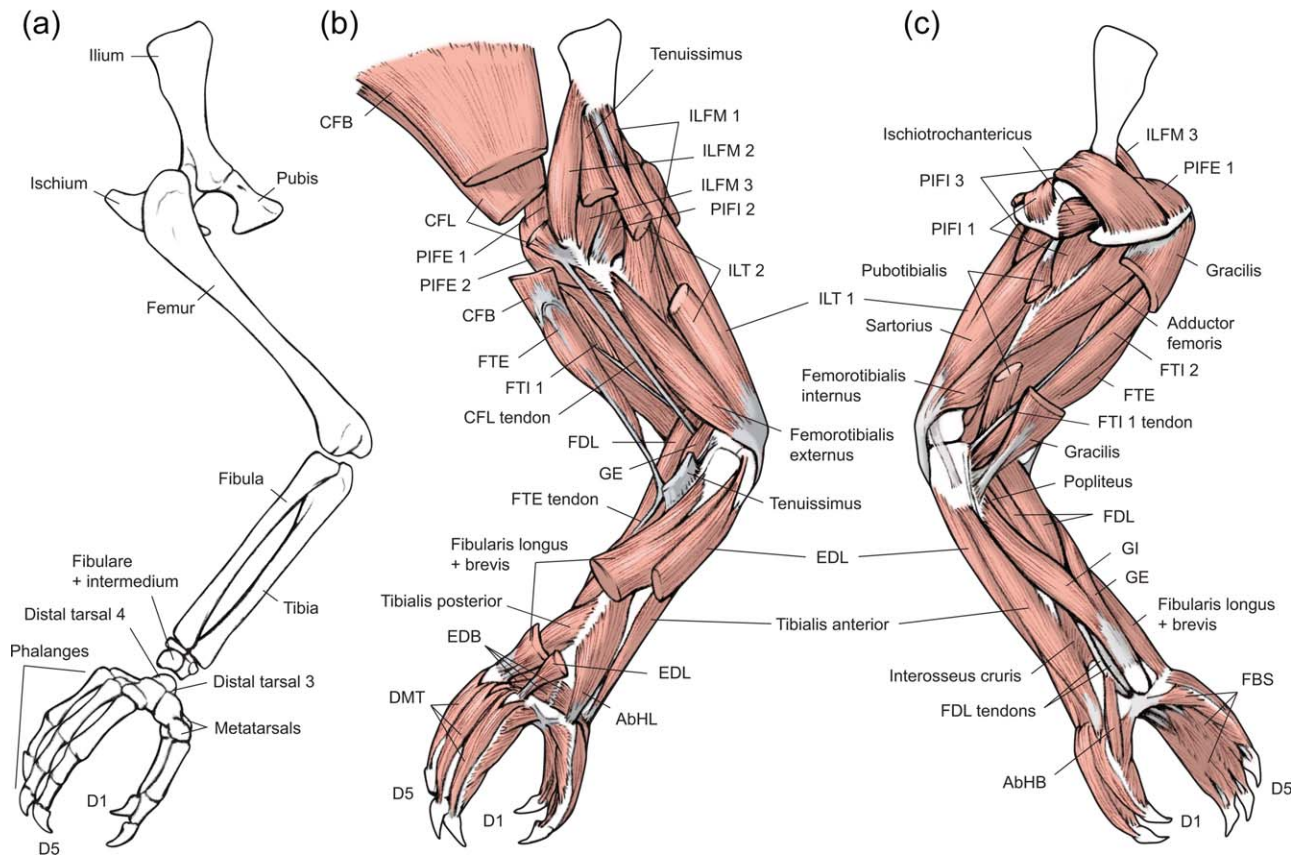 (a)
Ilium
Ischium
Pubis
Femur
Fibula
Fibulare
+ intermedium
Tibia
Distal tarsal 4
Phalanges
Distal tarsal 3
Metatarsals
D1
D5
(b)
Tenuissimus
CFB
ILFM 1
ILFM 2
ILFM 3
CFL
PIFI 2
PIFE 1
PIFE 2
ILT 2
CFB
ILT 1
FTE
FTI 1
CFL tendon
Femorotibialis
externus
FDL
GE
Tenuissimus
FTE tendon
Fibularis longus
+ brevis
EDL
Tibialis posterior
Tibialis anterior
EDB
EDL
DMT
AbHL
D5
D1
(c)
Ischiotrochantericus
ILFM 3
PIFI 3
PIFE 1
PIFI 1
Pubotibialis
Gracilis
Sartorius
Adductor
femoris
FTI 2
Femorotibialis
internus
FTE
FTI 1 tendon
Gracilis
Popliteus
FDL
GI
GE
Fibularis longus
+ brevis
Interosseus cruris
FBS
FDL tendons
AbHB
D5
D1